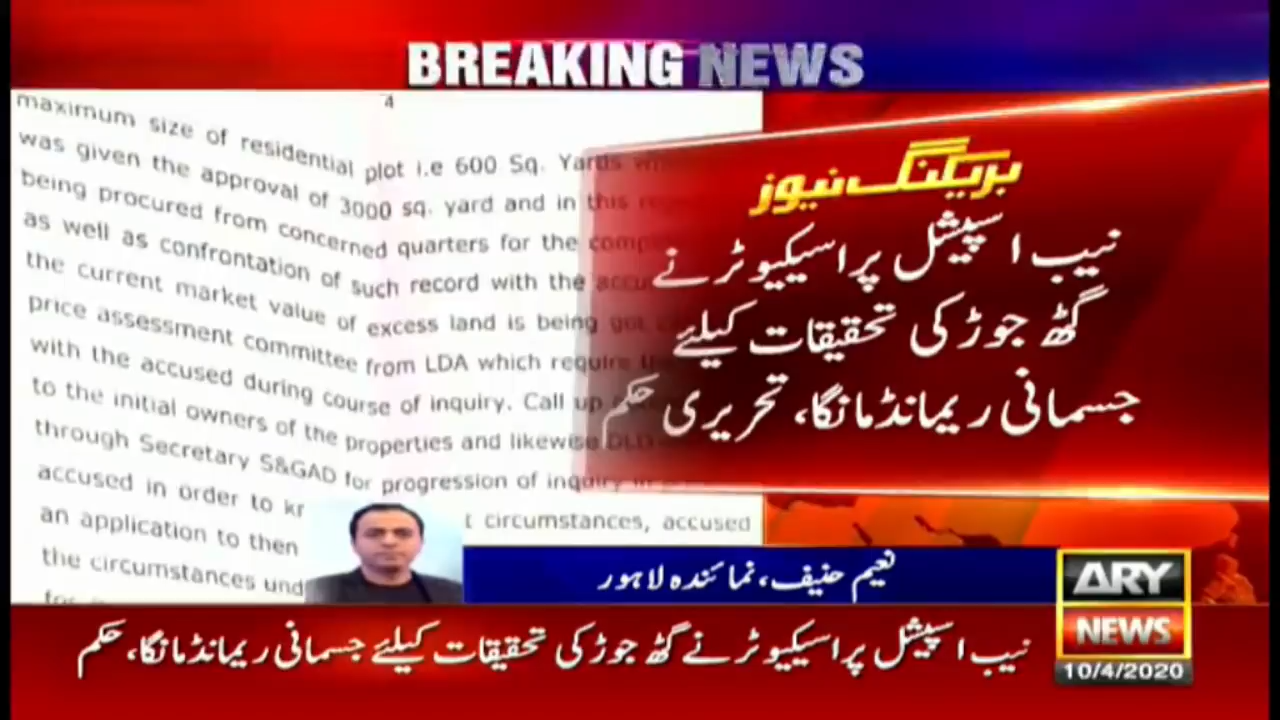 BREAKING NEWS
4
maximum size of residential plot i.e 600 Sq. Yards
was given the approval of 3000 sq. yard and in this
being procured from concerned quarters for the
as well as confrontation of such record with the
the current market value of excess land is being
price assessment committee from LDA which require
with the accused during course of inquiry. Call up
to the initial owners of the properties and likewise
through Secretary S&GAD for progression of inquiry
accused in order to circumstances, accused
an application to then
the circumstances
بریکنگ نیوز
نیب اسپیشل پراسیکیوٹر نے
گٹھ جوڑ کی تحقیقات کیلئے
جسمانی ریمانڈ مانگا، تحریری حکم
نعیم حنیف، نمائندہ لاہور
ARY
NEWS
10/4/2020
نیب اسپیشل پراسیکیوٹر نے گٹھ جوڑ کی تحقیقات کیلئے جسمانی ریمانڈ مانگا، حکم